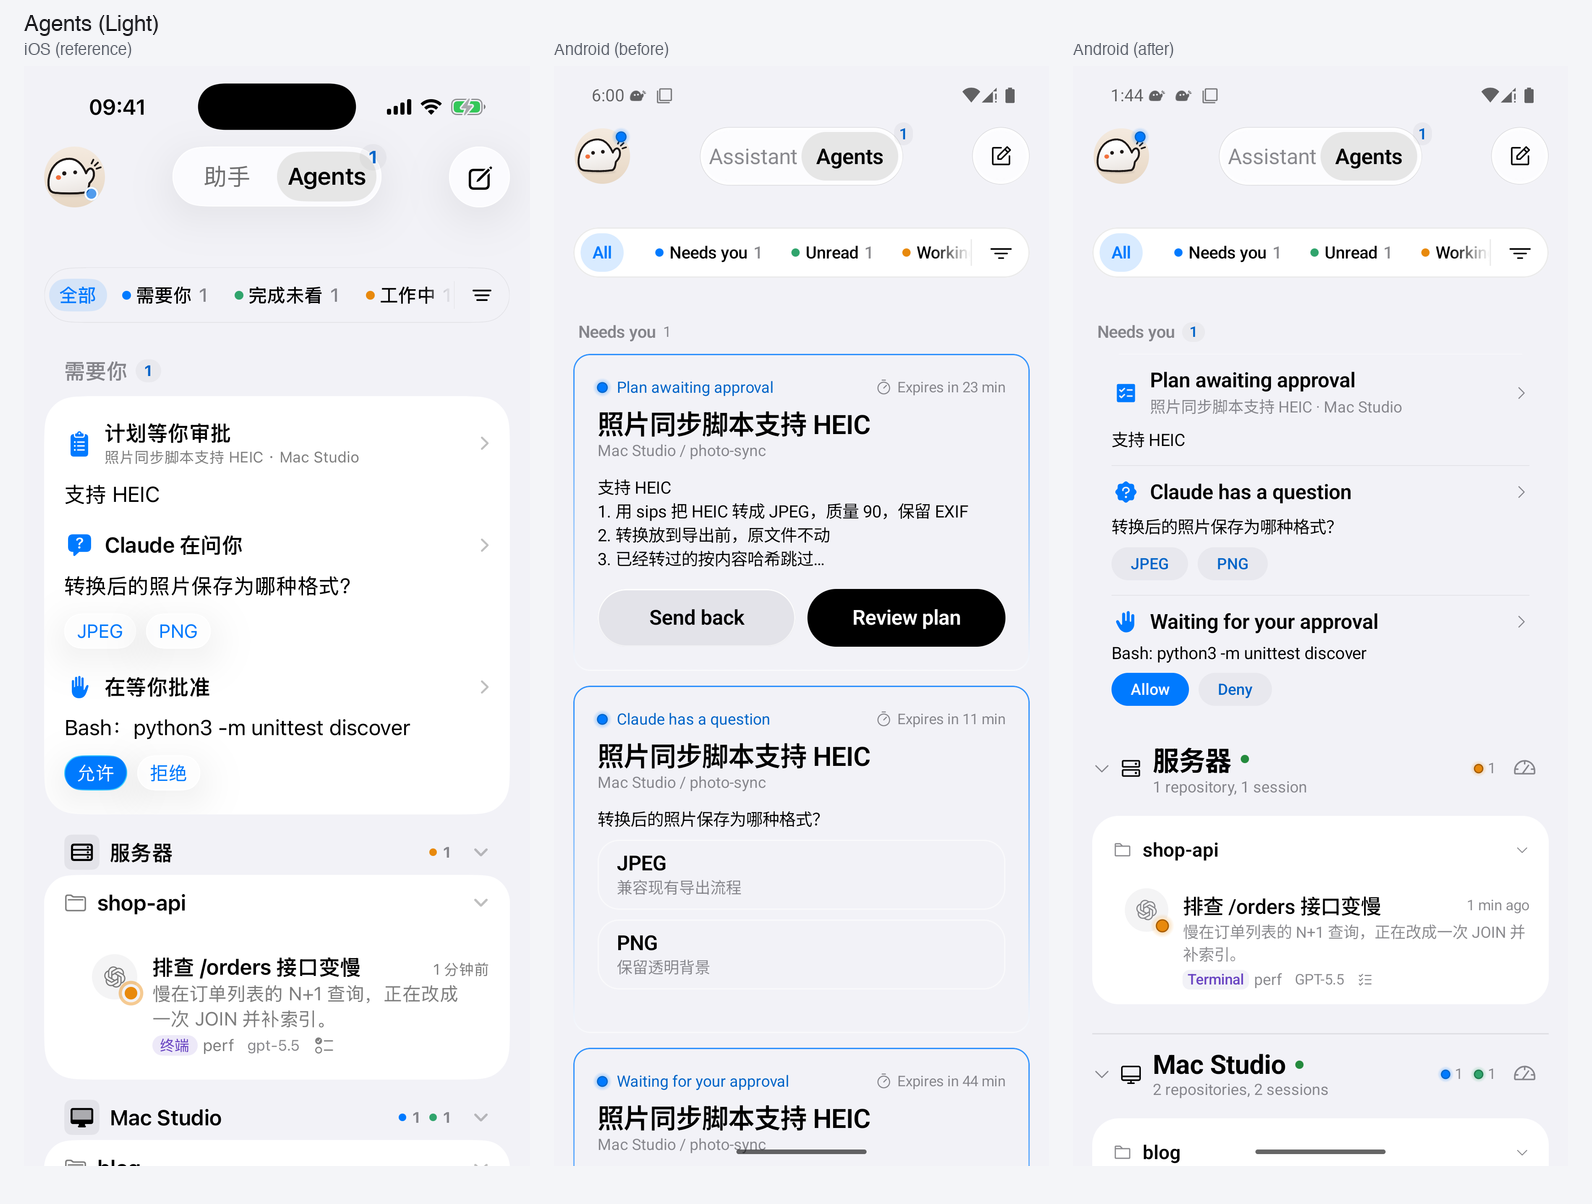 Agents (Light)
iOS (reference)
09:41
助手
Agents
1
全部
需要你 1
完成未看 1
工作中 1
需要你 1
计划等你审批
照片同步脚本支持 HEIC · Mac Studio
支持 HEIC
Claude 在问你
转换后的照片保存为哪种格式?
JPEG
PNG
在等你批准
Bash: python3 -m unittest discover
允许
拒绝
服务器
1
shop-api
排查 /orders 接口变慢
1 分钟前
慢在订单列表的 N+1 查询，正在改成
一次 JOIN 并补索引。
终端 perf gpt-5.5
Mac Studio
1 1
blog
Android (before)
6:00
Assistant
Agents
1
All
Needs you 1
Unread 1
Workin
Needs you 1
Plan awaiting approval
Expires in 23 min
照片同步脚本支持 HEIC
Mac Studio / photo-sync
支持 HEIC
1. 用 sips 把 HEIC 转成 JPEG，质量 90，保留 EXIF
2. 转换放到导出前，原文件不动
3. 已经转过的按内容哈希跳过...
Send back
Review plan
Claude has a question
Expires in 11 min
照片同步脚本支持 HEIC
Mac Studio / photo-sync
转换后的照片保存为哪种格式?
JPEG
兼容现有导出流程
PNG
保留透明背景
Waiting for your approval
Expires in 44 min
照片同步脚本支持 HEIC
Mac Studio / photo-sync
Android (after)
1:44
Assistant
Agents
1
All
Needs you 1
Unread 1
Workin
Needs you 1
Plan awaiting approval
照片同步脚本支持 HEIC · Mac Studio
支持 HEIC
Claude has a question
转换后的照片保存为哪种格式?
JPEG
PNG
Waiting for your approval
Bash: python3 -m unittest discover
Allow
Deny
服务器
1
1 repository, 1 session
shop-api
排查 /orders 接口变慢
1 min ago
慢在订单列表的 N+1 查询，正在改成一次 JOIN 并
补索引。
Terminal perf GPT-5.5
Mac Studio
1 1
2 repositories, 2 sessions
blog